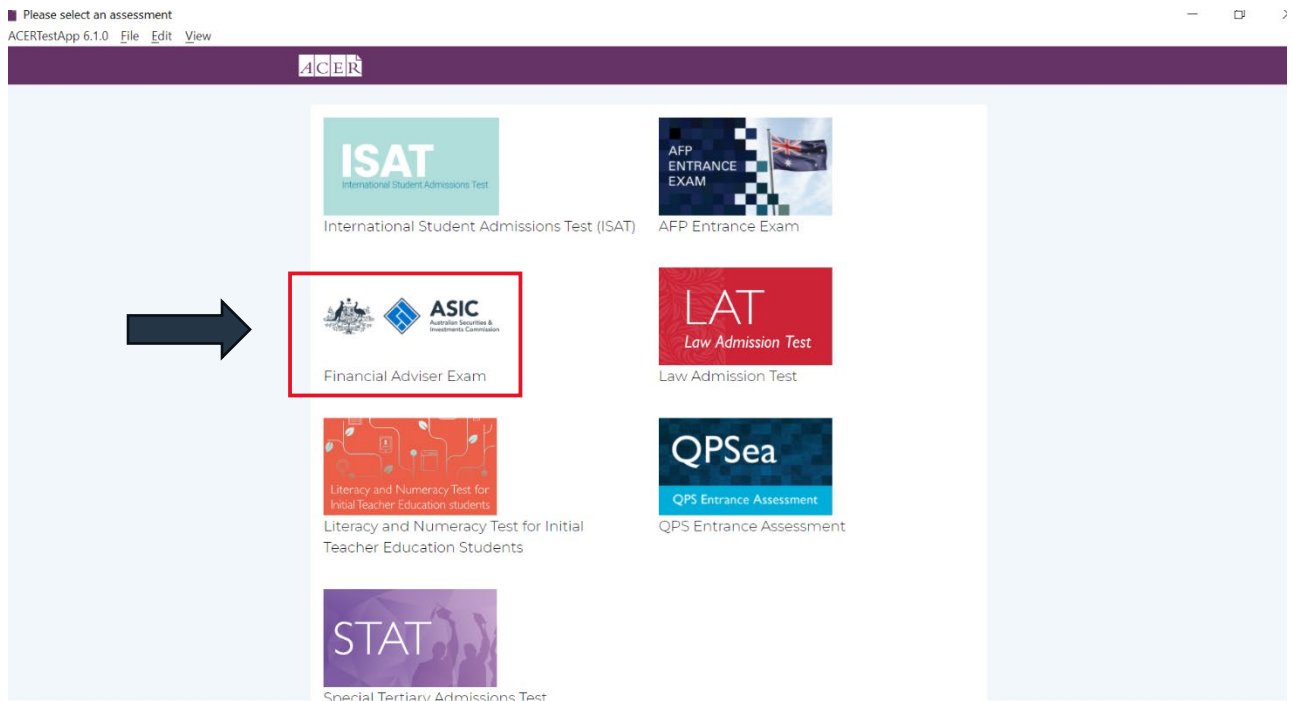 Please select an assessment
ACERTestApp 6.1.0 File Edit View
ACER
ISAT
International Student Admissions Test
International Student Admissions Test (ISAT)
AFP
ENTRANCE
EXAM
AFP Entrance Exam
ASIC
Australian Securities &
Investments Commission
Financial Adviser Exam
LAT
Law Admission Test
Law Admission Test
Literacy and Numeracy Test for
Initial Teacher Education students
Literacy and Numeracy Test for Initial
Teacher Education Students
QPSea
QPS Entrance Assessment
QPS Entrance Assessment
STAT
Special Tertiary Admissions Test